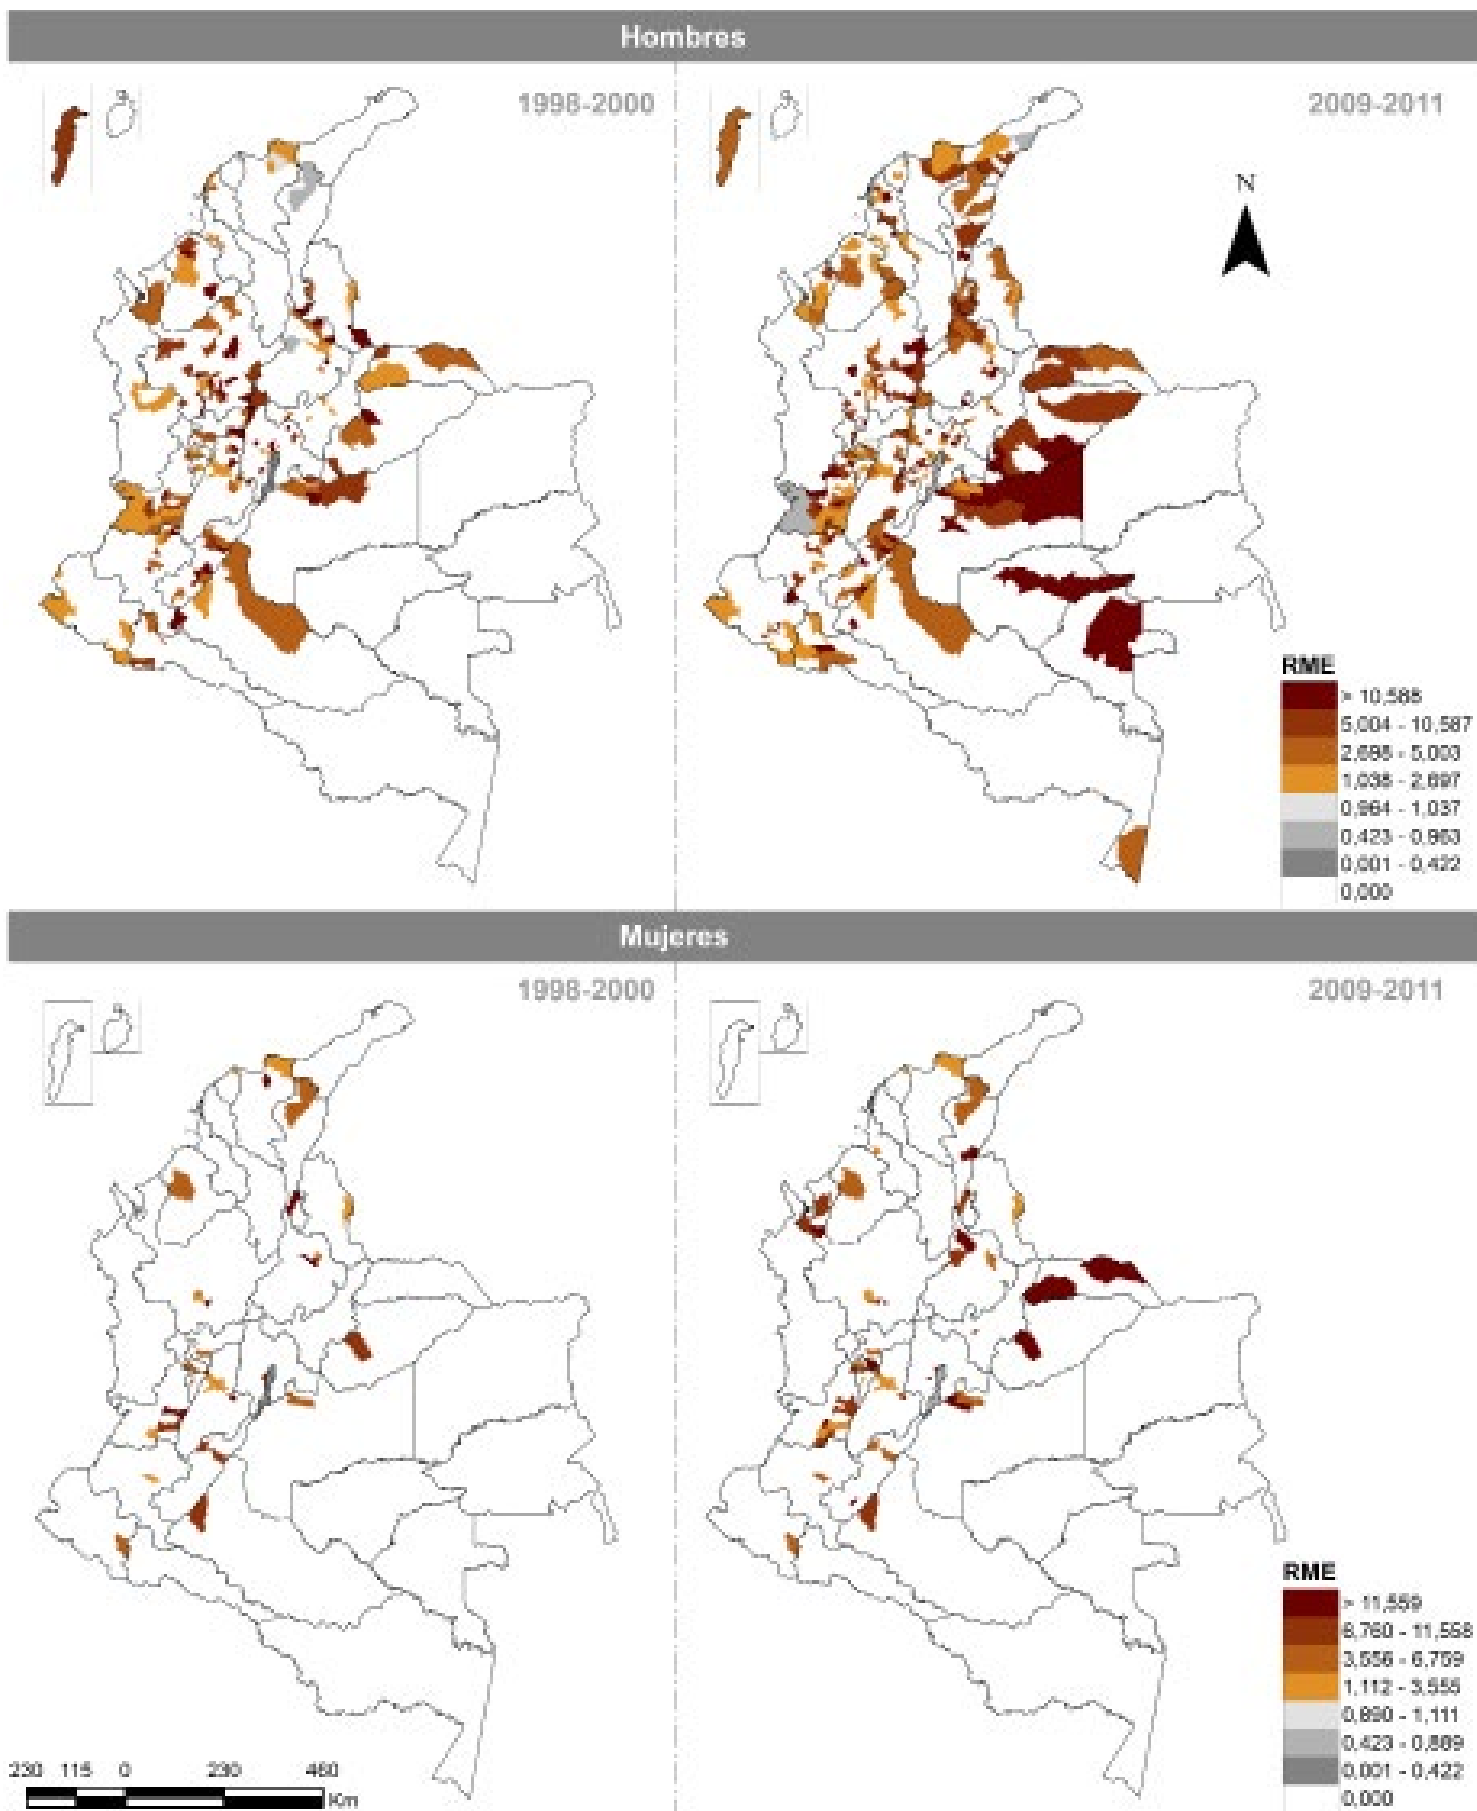 Hombres
1998-2000
2009-2011
N
RME
> 10,588
5,004 - 10,587
2,698 - 5,003
1,038 - 2,697
0,964 - 1,037
0,423 - 0,963
0,001 - 0,422
0,000
Mujeres
1998-2000
2009-2011
RME
> 11,559
6,760 - 11,558
3,556 - 6,759
1,112 - 3,555
0,890 - 1,111
0,423 - 0,889
0,001 - 0,422
0,000
230 115 0 230 460
Km